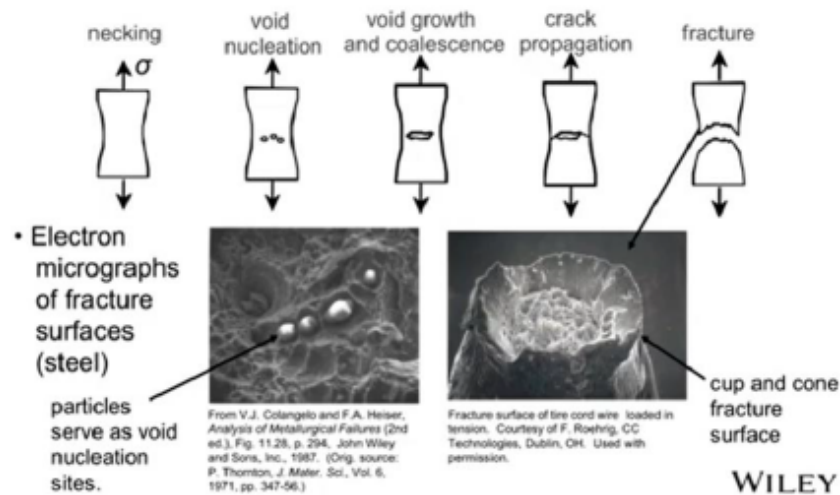 necking
void
nucleation
void growth
and coalescence
crack
propagation
fracture
σ
• Electron
micrographs
of fracture
surfaces
(steel)
particles
serve as void
nucleation
sites.
From V.J. Colangelo and F.A. Heiser,
Analysis of Metallurgical Failures (2nd
ed.), Fig. 11.28, p. 294, John Wiley
and Sons, Inc., 1987. (Orig. source:
P. Thornton, J. Mater. Sci., Vol. 6,
1971, pp. 347-56.)
Fracture surface of tire cord wire loaded in
tension. Courtesy of F. Roehrig, CC
Technologies, Dublin, OH. Used with
permission.
cup and cone
fracture
surface
WILEY